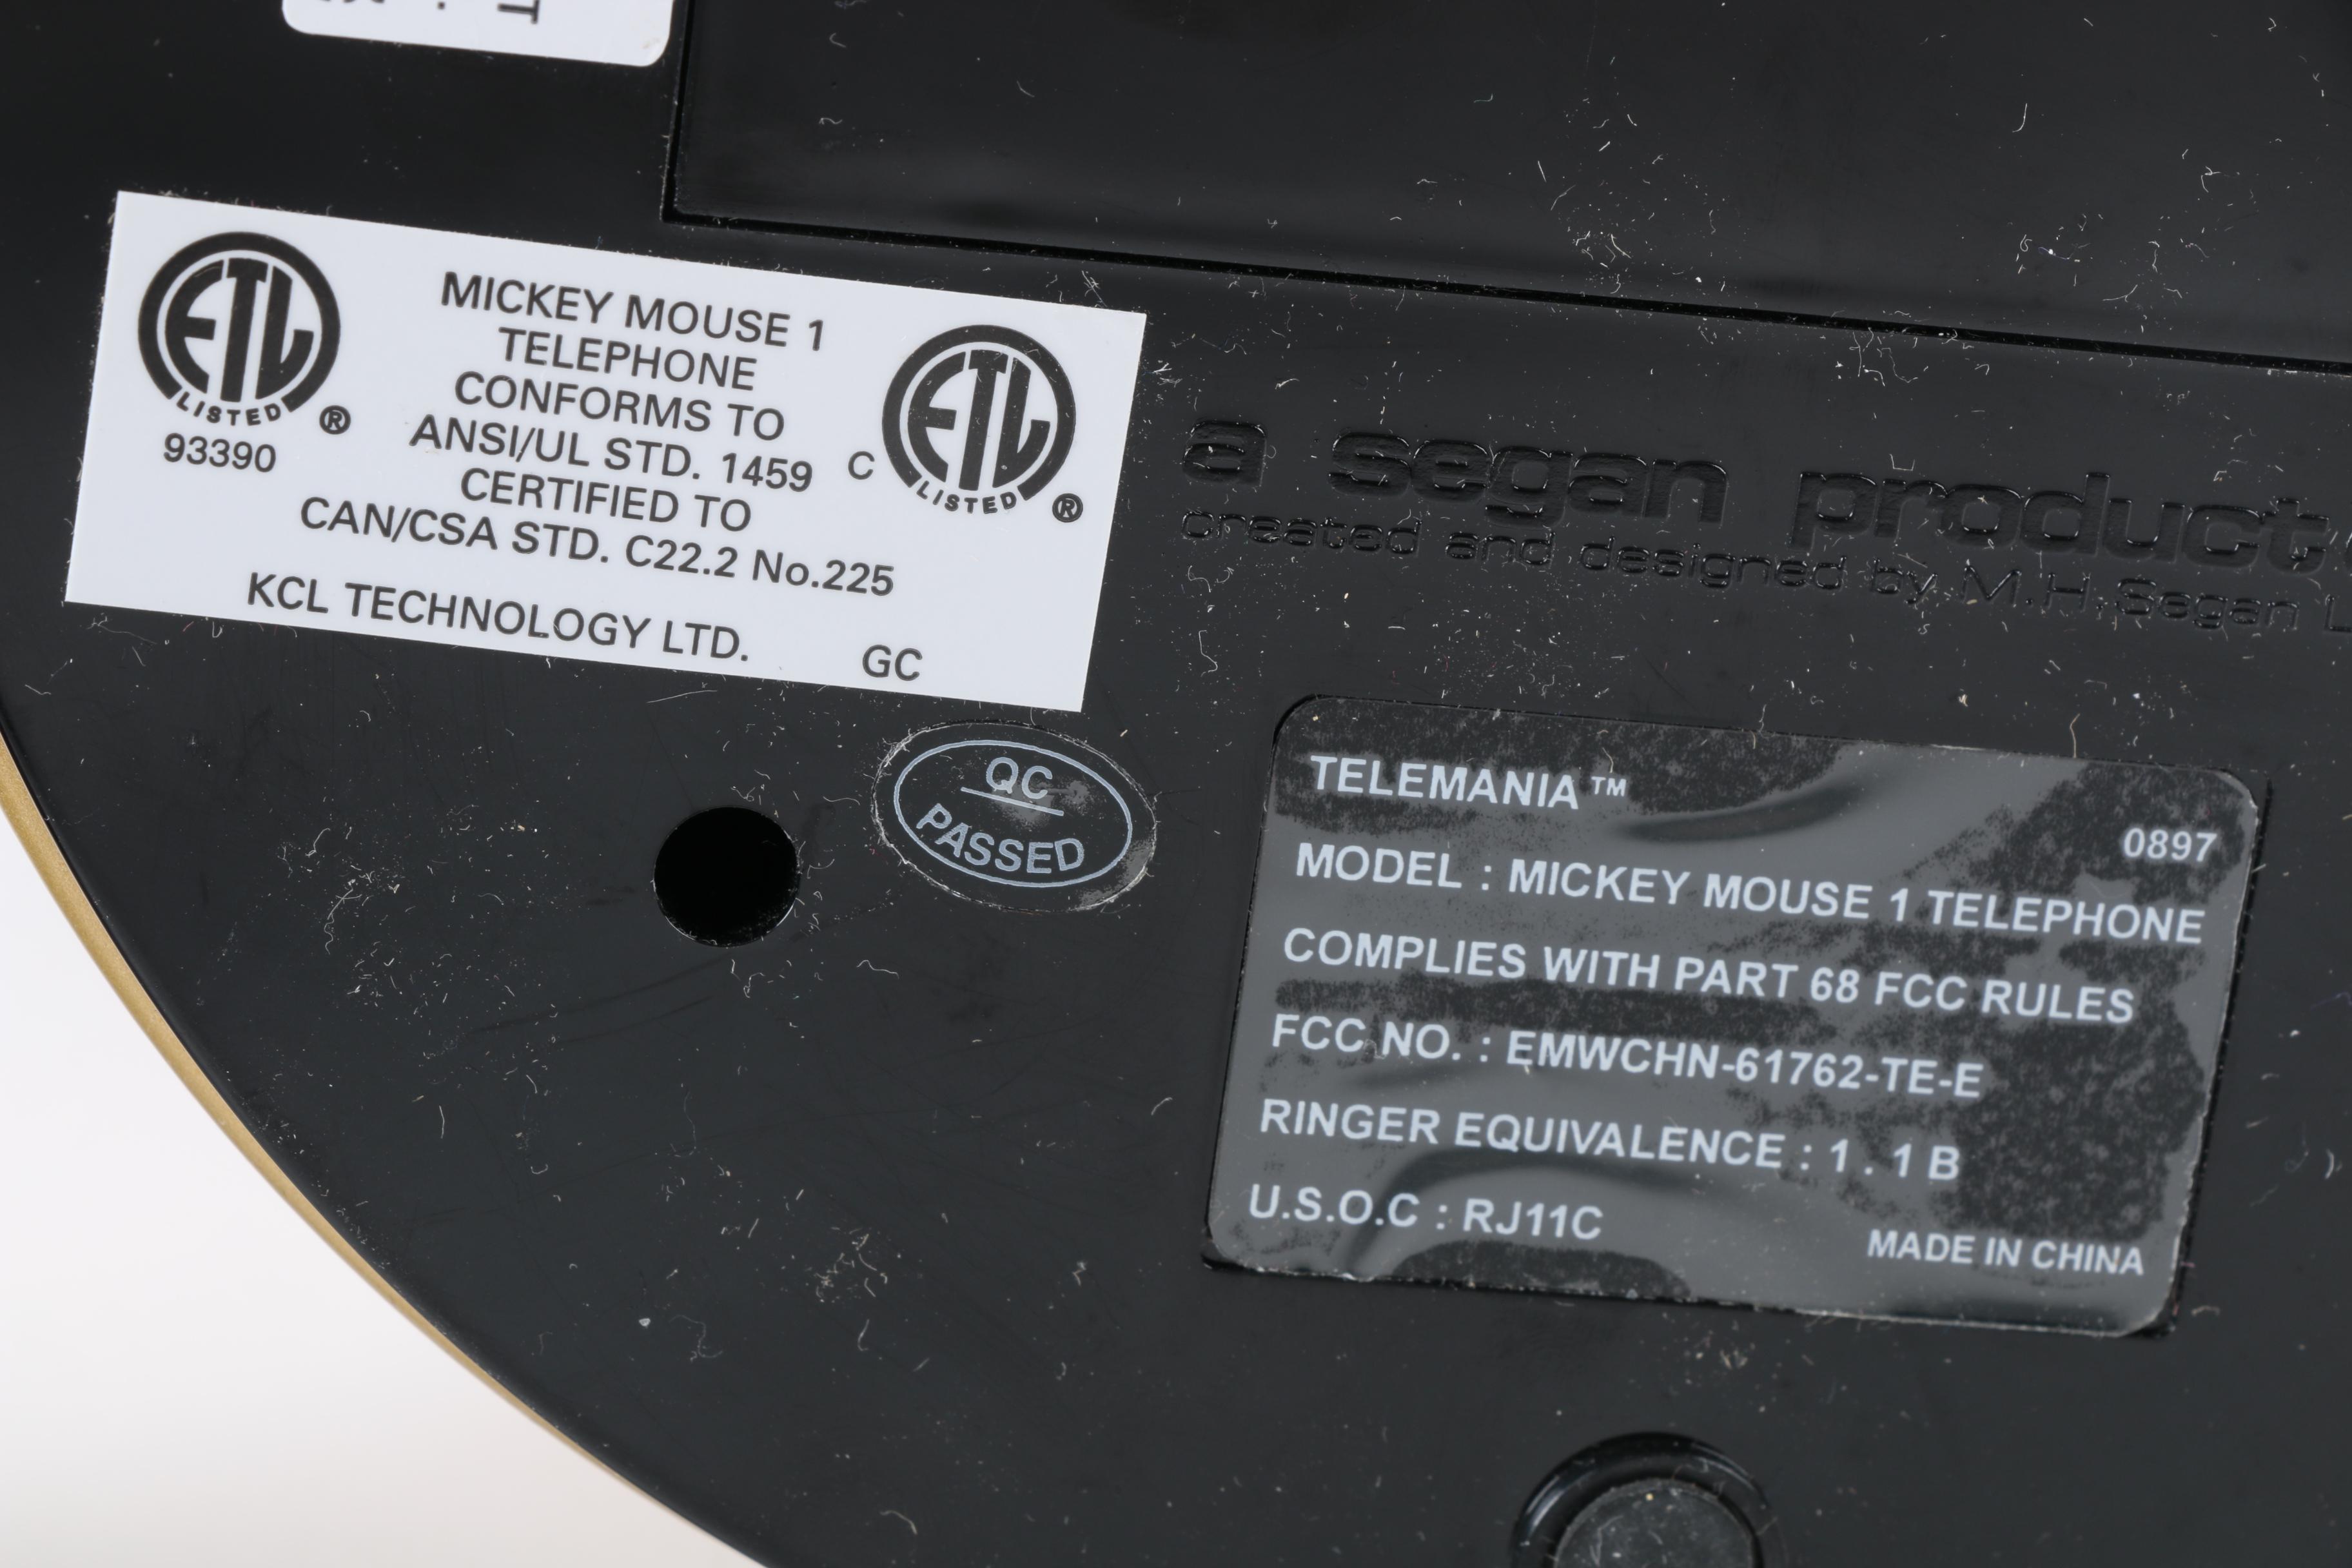 ETL
LISTED ®
93390
MICKEY MOUSE 1
TELEPHONE
CONFORMS TO
ANSI/UL STD. 1459
CERTIFIED TO
CAN/CSA STD. C22.2 No.225
KCL TECHNOLOGY LTD. GC
C ETL
LISTED ®
a segan product
created and designed by M.H.Segan L
QC
PASSED
TELEMANIA™
0897
MODEL : MICKEY MOUSE 1 TELEPHONE
COMPLIES WITH PART 68 FCC RULES
FCC NO. : EMWCHN-61762-TE-E
RINGER EQUIVALENCE : 1 . 1 B
U.S.O.C : RJ11C
MADE IN CHINA